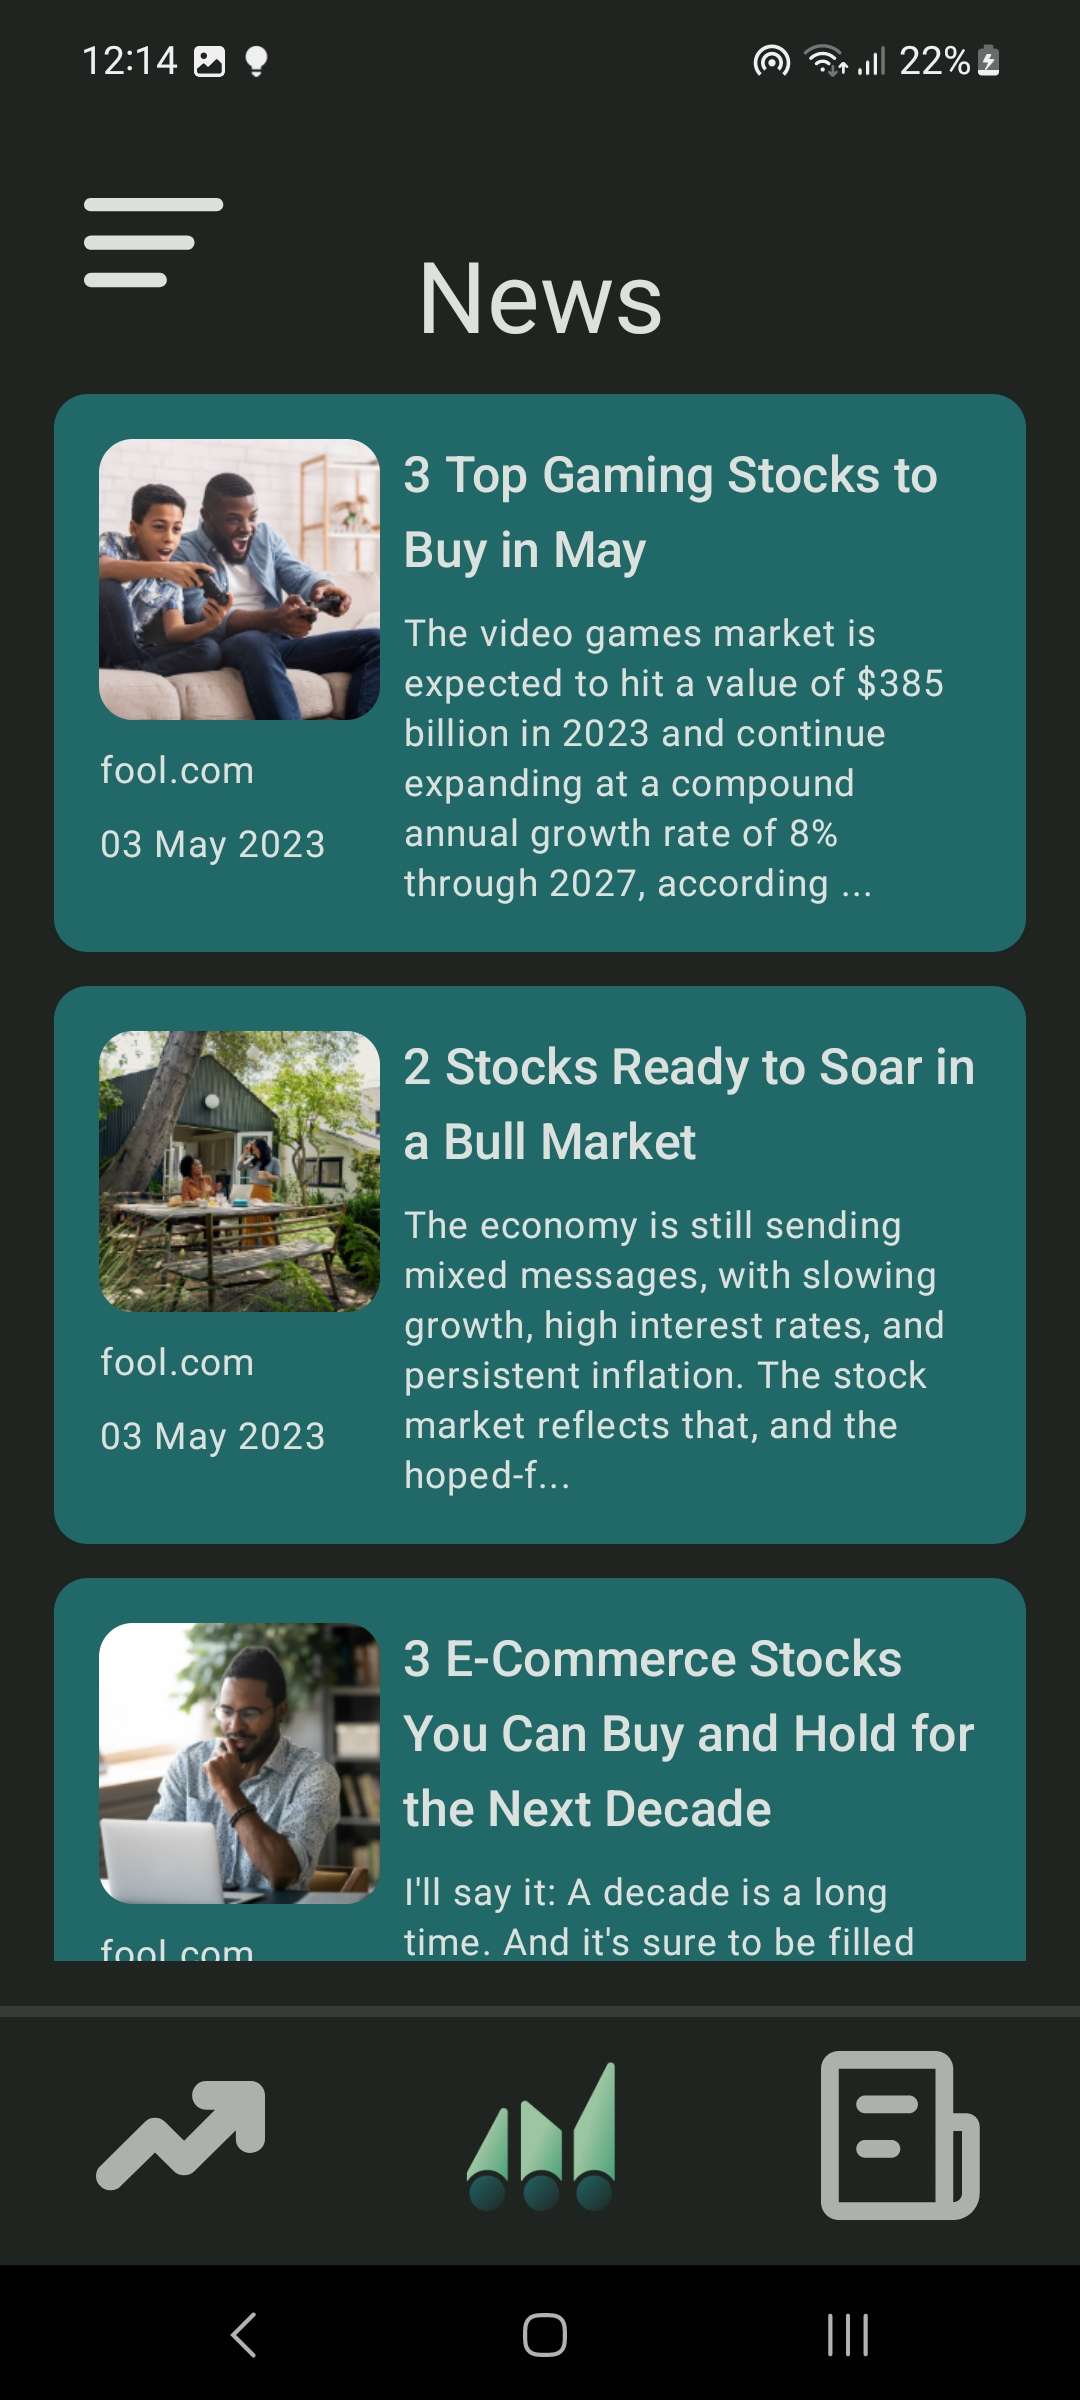 12:14
22%
News
3 Top Gaming Stocks to
Buy in May
The video games market is
expected to hit a value of $385
billion in 2023 and continue
expanding at a compound
annual growth rate of 8%
through 2027, according ...
fool.com
03 May 2023
2 Stocks Ready to Soar in
a Bull Market
The economy is still sending
mixed messages, with slowing
growth, high interest rates, and
persistent inflation. The stock
market reflects that, and the
hoped-f...
fool.com
03 May 2023
3 E-Commerce Stocks
You Can Buy and Hold for
the Next Decade
I'll say it: A decade is a long
time. And it's sure to be filled
fool.com